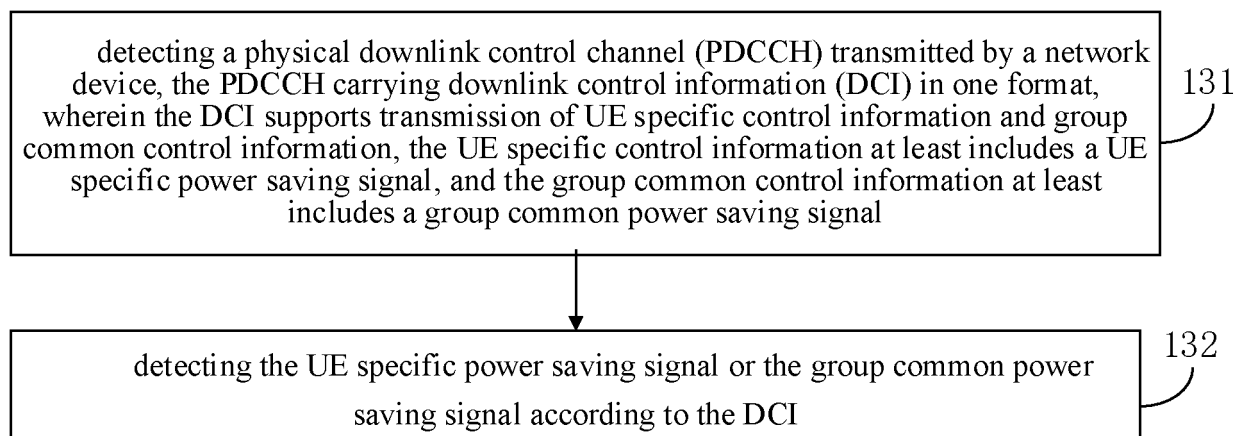 detecting a physical downlink control channel (PDCCH) transmitted by a network
device, the PDCCH carrying downlink control information (DCI) in one format,
wherein the DCI supports transmission of UE specific control information and group
common control information, the UE specific control information at least includes a UE
specific power saving signal, and the group common control information at least
includes a group common power saving signal
131
detecting the UE specific power saving signal or the group common power
saving signal according to the DCI
132